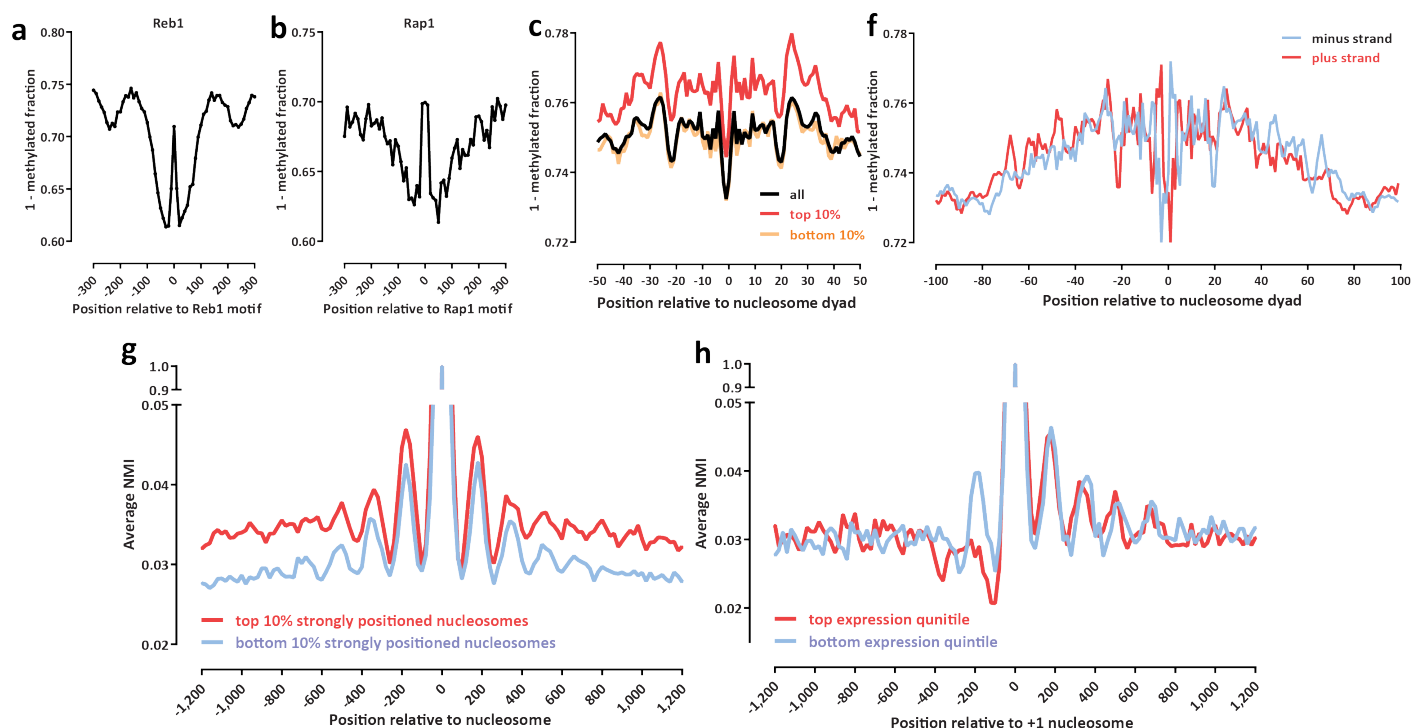 a
Reb1
1 - methylated fraction
0.80
0.75
0.70
0.65
0.60
-300
-200
-100
0
100
200
300
Position relative to Reb1 motif
b
Rap1
1 - methylated fraction
0.75
0.70
0.65
0.60
-300
-200
-100
0
100
200
300
Position relative to Rap1 motif
c
1 - methylated fraction
0.78
0.76
0.74
0.72
all
top 10%
bottom 10%
-50 -40 -30 -20 -10 0 10 20 30 40 50
Position relative to nucleosome dyad
f
1 - methylated fraction
0.78
0.76
0.74
0.72
minus strand
plus strand
-100 -80 -60 -40 -20 0 20 40 60 80 100
Position relative to nucleosome dyad
g
Average NMI
1.0
0.9
0.05
0.04
0.03
0.02
top 10% strongly positioned nucleosomes
bottom 10% strongly positioned nucleosomes
-1,200
-1,000
-800
-600
-400
-200
0
200
400
600
800
1,000
1,200
Position relative to nucleosome
h
Average NMI
1.0
0.9
0.05
0.04
0.03
0.02
top expression qunitile
bottom expression quintile
-1,200
-1,000
-800
-600
-400
-200
0
200
400
600
800
1,000
1,200
Position relative to +1 nucleosome